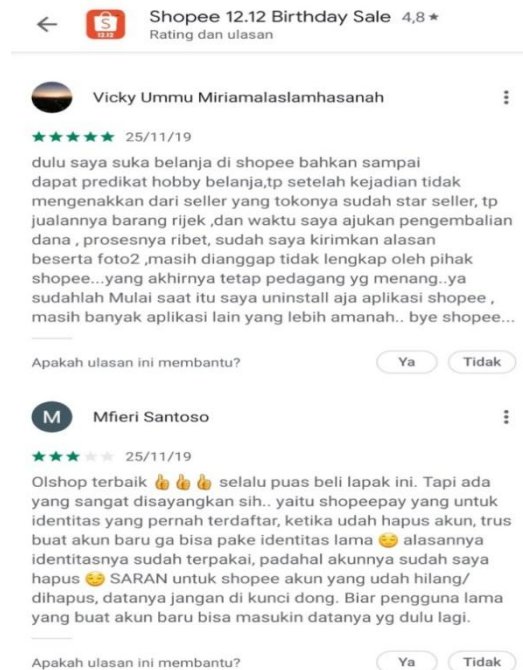 Shopee 12.12 Birthday Sale 4,8 ★
Rating dan ulasan
12.12
Vicky Ummu Miriamalaslamhasanah
★★★★★ 25/11/19
dulu saya suka belanja di shopee bahkan sampai
dapat predikat hobby belanja,tp setelah kejadian tidak
mengenakkan dari seller yang tokonya sudah star seller, tp
jualannya barang rijek ,dan waktu saya ajukan pengembalian
dana , prosesnya ribet, sudah saya kirimkan alasan
beserta foto2 ,masih dianggap tidak lengkap oleh pihak
shopee...yang akhirnya tetap pedagang yg menang..ya
sudahlah Mulai saat itu saya uninstall aja aplikasi shopee ,
masih banyak aplikasi lain yang lebih amanah.. bye shopee...
Apakah ulasan ini membantu? Ya Tidak
M Mfieri Santoso
★★★★★ 25/11/19
Olshop terbaik 👍👍👍 selalu puas beli lapak ini. Tapi ada
yang sangat disayangkan sih.. yaitu shopeepay yang untuk
identitas yang pernah terdaftar, ketika udah hapus akun, trus
buat akun baru ga bisa pake identitas lama 😔 alasannya
identitasnya sudah terpakai, padahal akunnya sudah saya
hapus 😔 SARAN untuk shopee akun yang udah hilang/
dihapus, datanya jangan di kunci dong. Biar pengguna lama
yang buat akun baru bisa masukin datanya yg dulu lagi.
Apakah ulasan ini membantu? Ya Tidak